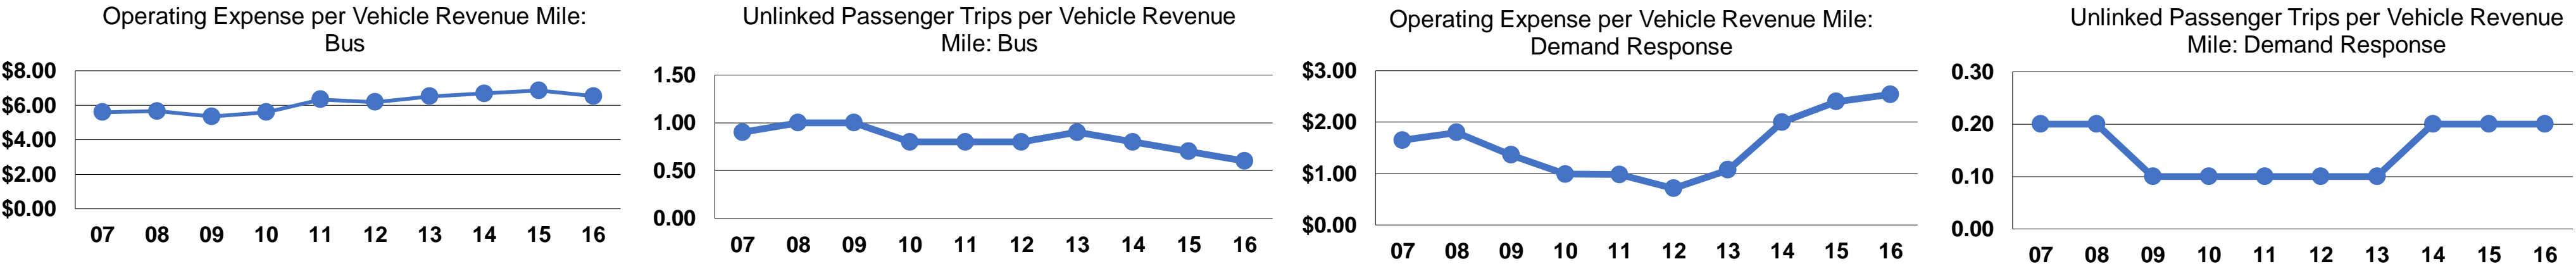 Operating Expense per Vehicle Revenue Mile:
Bus
$8.00
$6.00
$4.00
$2.00
$0.00
07 08 09 10 11 12 13 14 15 16
Unlinked Passenger Trips per Vehicle Revenue
Mile: Bus
1.50
1.00
0.50
0.00
07 08 09 10 11 12 13 14 15 16
Operating Expense per Vehicle Revenue Mile:
Demand Response
$3.00
$2.00
$1.00
$0.00
07 08 09 10 11 12 13 14 15 16
Unlinked Passenger Trips per Vehicle Revenue
Mile: Demand Response
0.30
0.20
0.10
0.00
07 08 09 10 11 12 13 14 15 16